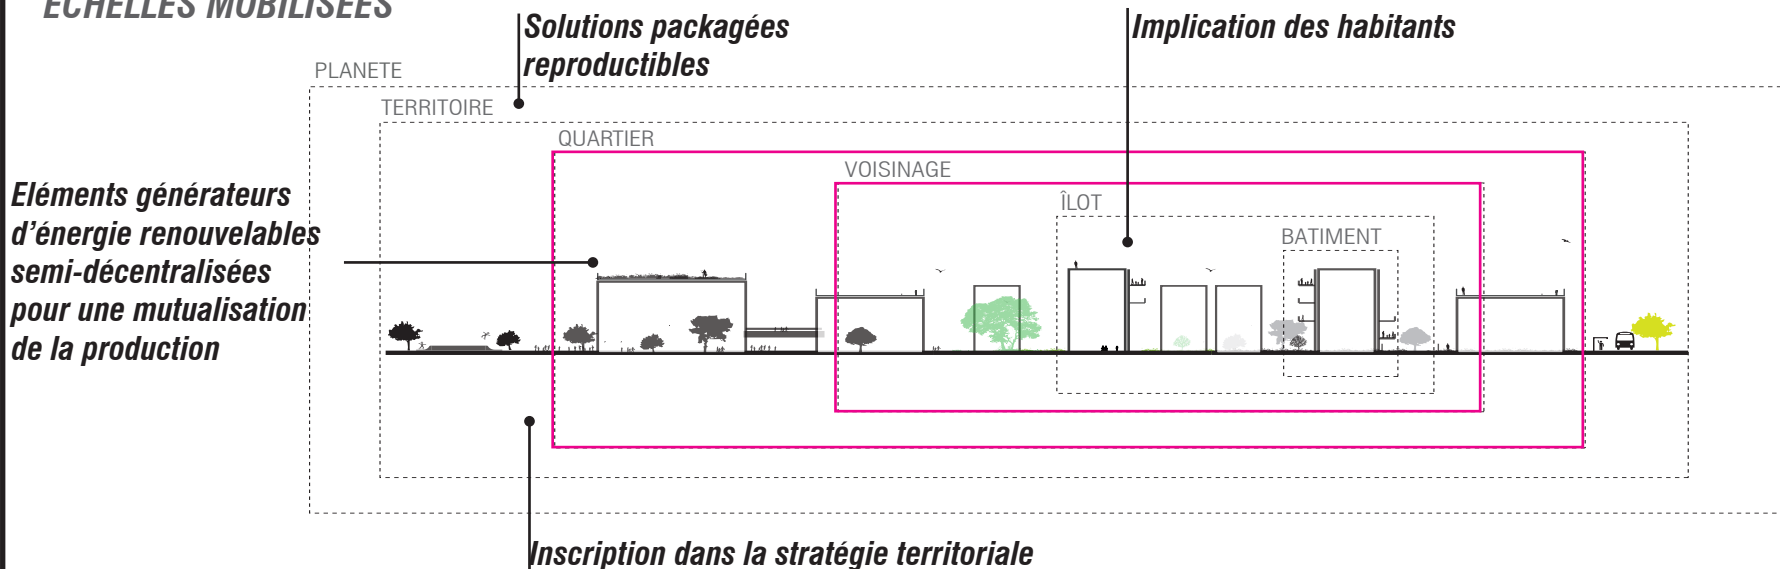 ECHELLES MOBILISÉES
Solutions packagées
reproductibles
Implication des habitants
PLANETE
TERRITOIRE
QUARTIER
VOISINAGE
ÎLOT
BATIMENT
Eléments générateurs
d’énergie renouvelables
semi-décentralisées
pour une mutualisation
de la production
Inscription dans la stratégie territoriale